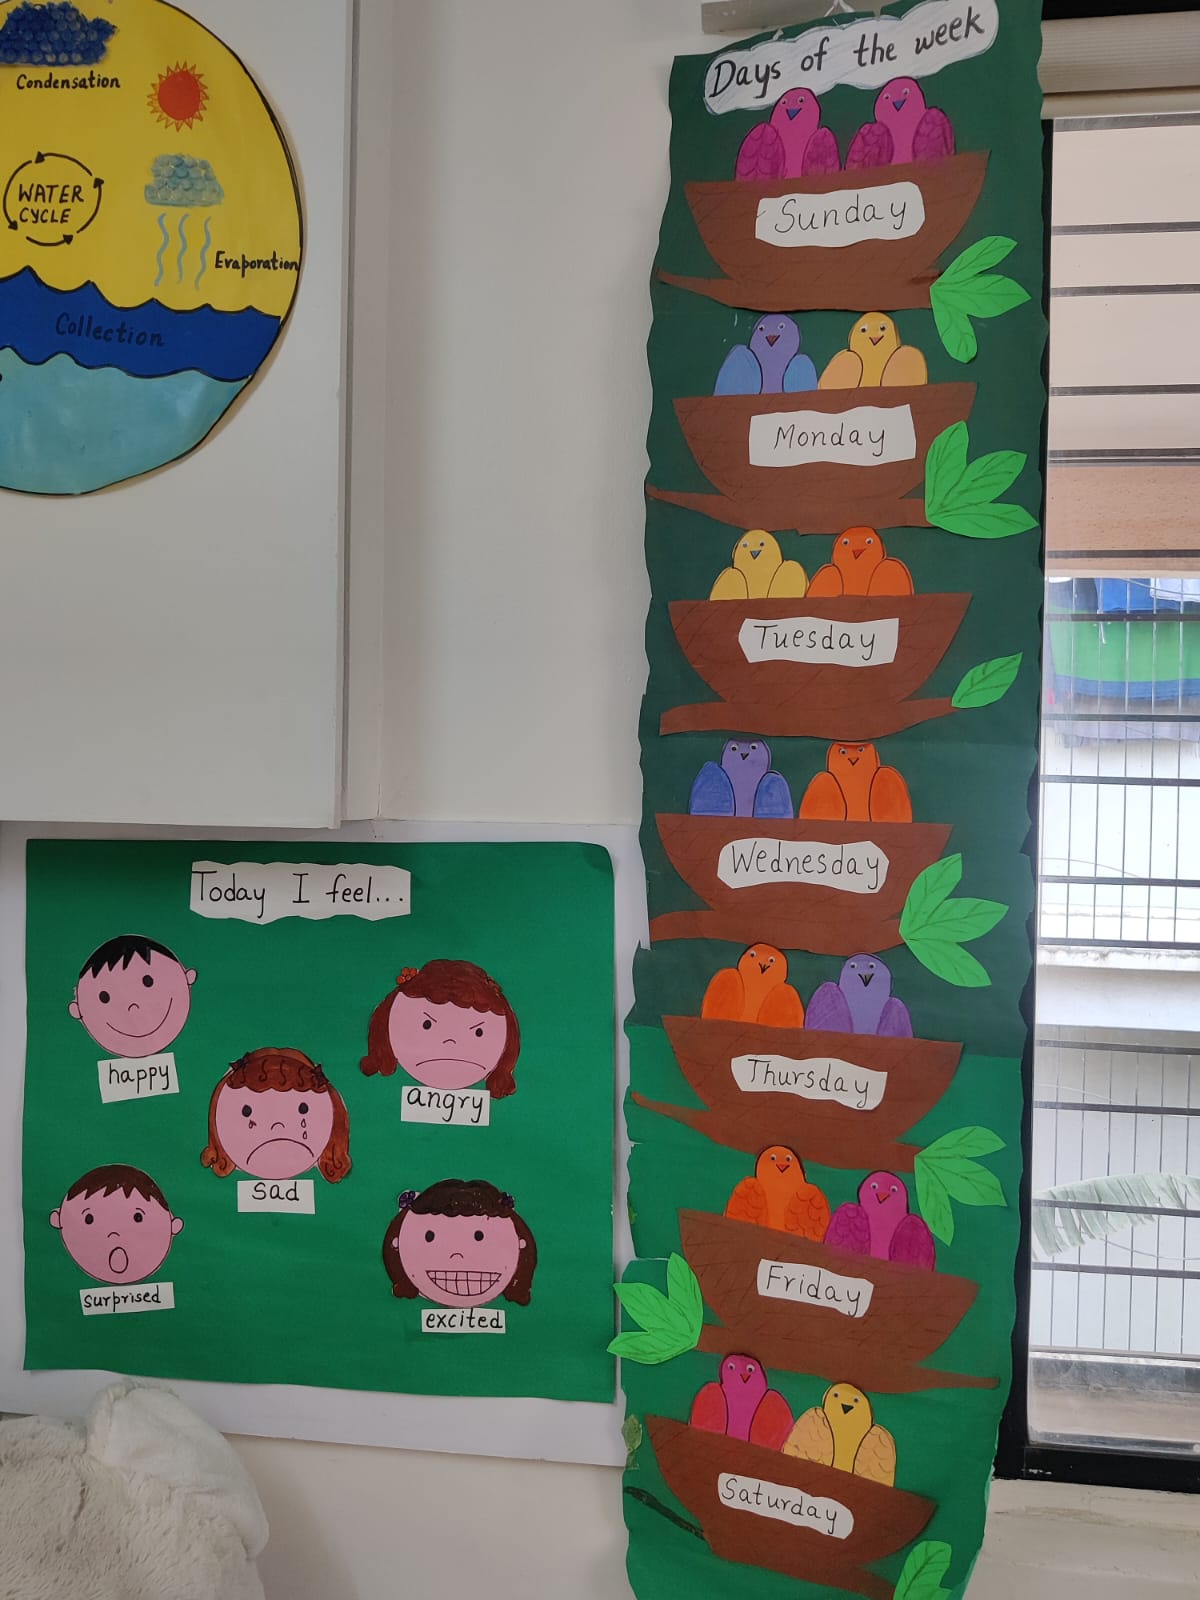 Condensation
WATER
CYCLE
Evaporation
Collection
Days of the week
Sunday
Monday
Tuesday
Wednesday
Thursday
Friday
Saturday
Today I feel...
happy
angry
sad
surprised
excited